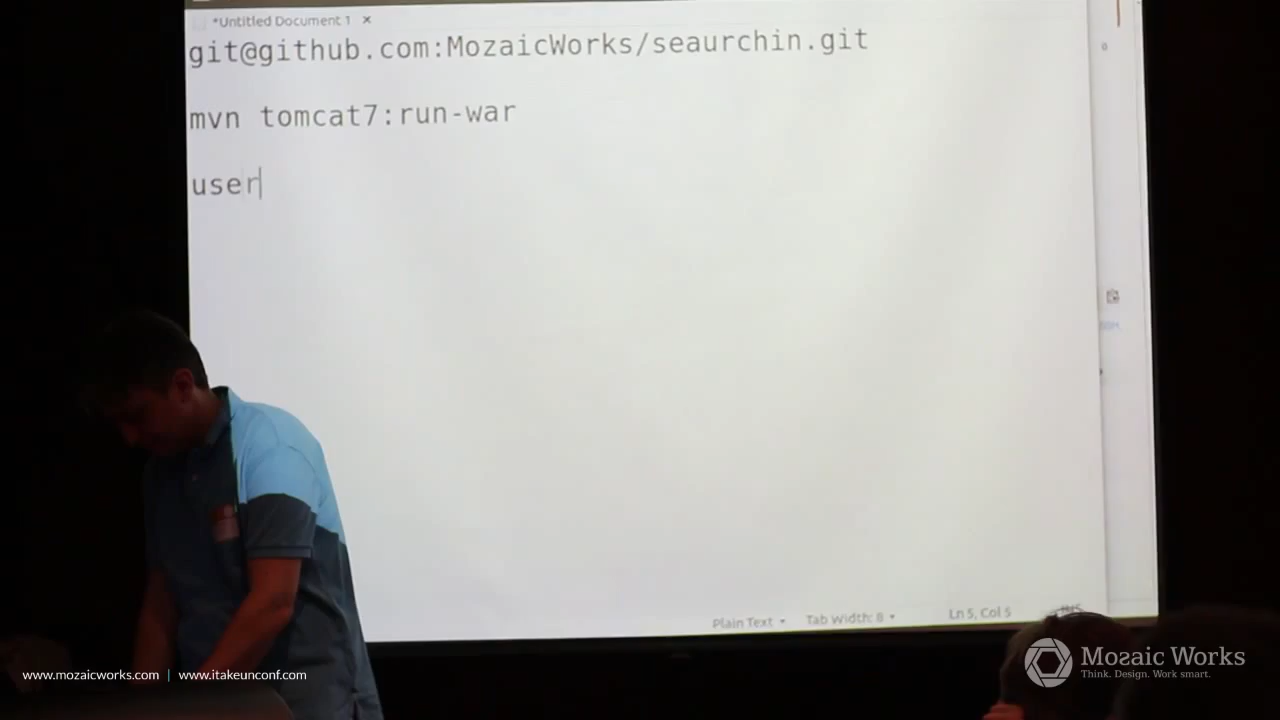 *Untitled Document 1 ×
git@github.com:MozaicWorks/seaurchin.git
mvn tomcat7:run-war
user
Plain Text
Tab Width: 8
Ln 5, Col 5
www.mozaicworks.com | www.itakeunconf.com
Mozaic Works
Think. Design. Work smart.